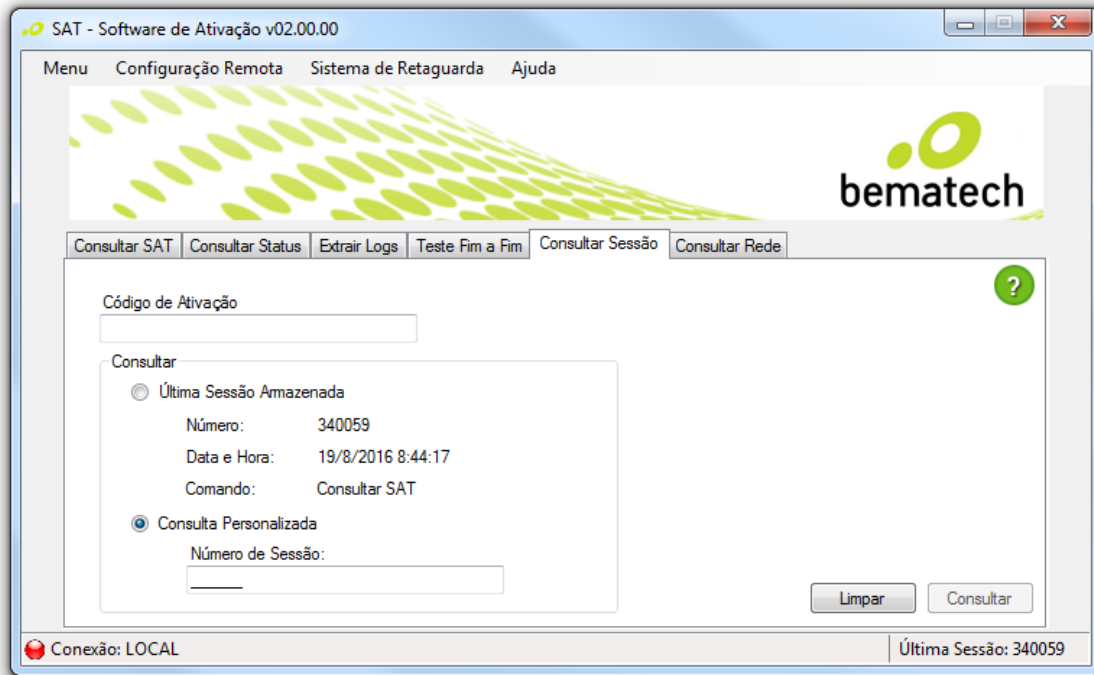 SAT - Software de Ativação v02.00.00
Menu Configuração Remota Sistema de Retaguarda Ajuda
bematech
Consultar SAT Consultar Status Extrair Logs Teste Fim a Fim Consultar Sessão Consultar Rede
?
Código de Ativação
Consultar
Última Sessão Armazenada
Número: 340059
Data e Hora: 19/8/2016 8:44:17
Comando: Consultar SAT
Consulta Personalizada
Número de Sessão:
______
Limpar Consultar
Conexão: LOCAL Última Sessão: 340059